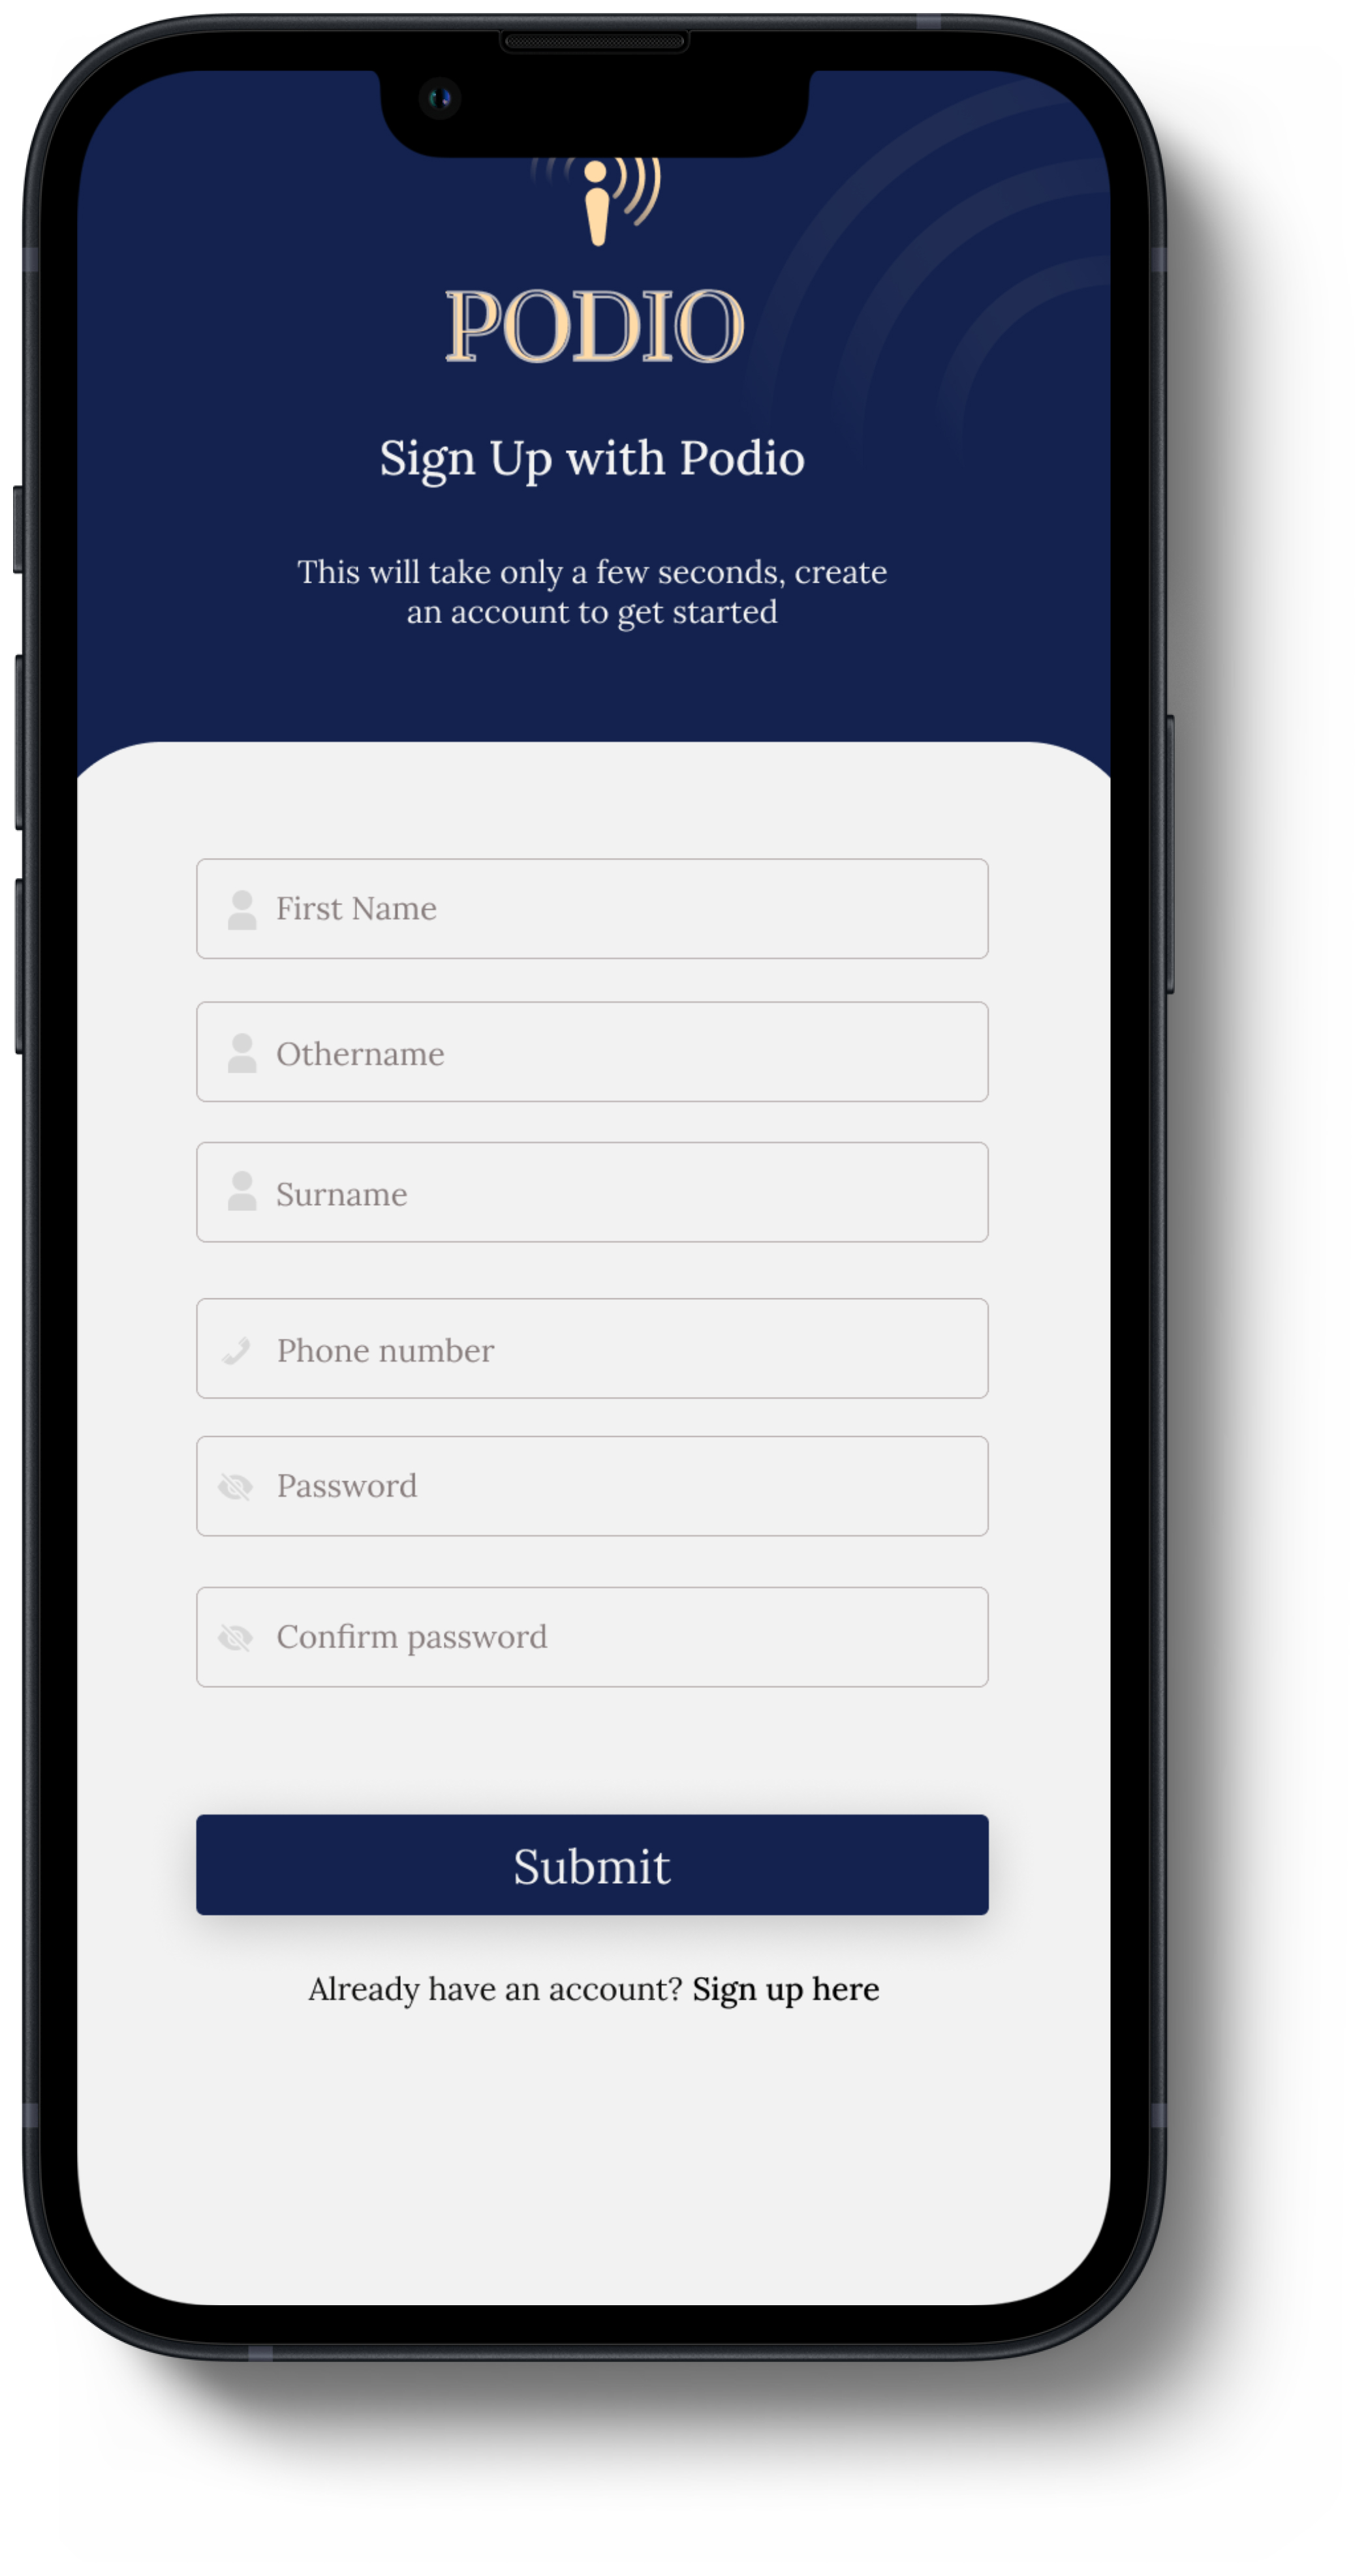 PODIO
Sign Up with Podio
This will take only a few seconds, create
an account to get started
First Name
Othername
Surname
Phone number
Password
Confirm password
Submit
Already have an account? Sign up here